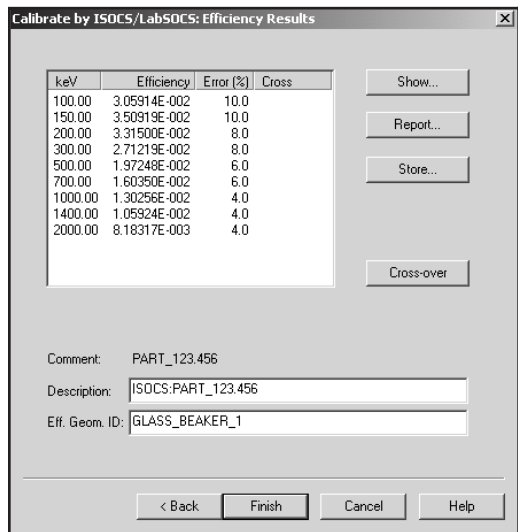 Calibrate by ISOCS/LabSOCS: Efficiency Results
keV Efficiency Error (%) Cross
100.00 3.05914E-002 10.0
150.00 3.50919E-002 10.0
200.00 3.31500E-002 8.0
300.00 2.71219E-002 8.0
500.00 1.97248E-002 6.0
700.00 1.60350E-002 6.0
1000.00 1.30256E-002 4.0
1400.00 1.05924E-002 4.0
2000.00 8.18317E-003 4.0
Show...
Report...
Store...
Cross-over
Comment: PART_123.456
Description: ISOCS:PART_123.456
Eff. Geom. ID: GLASS_BEAKER_1
< Back Finish Cancel Help